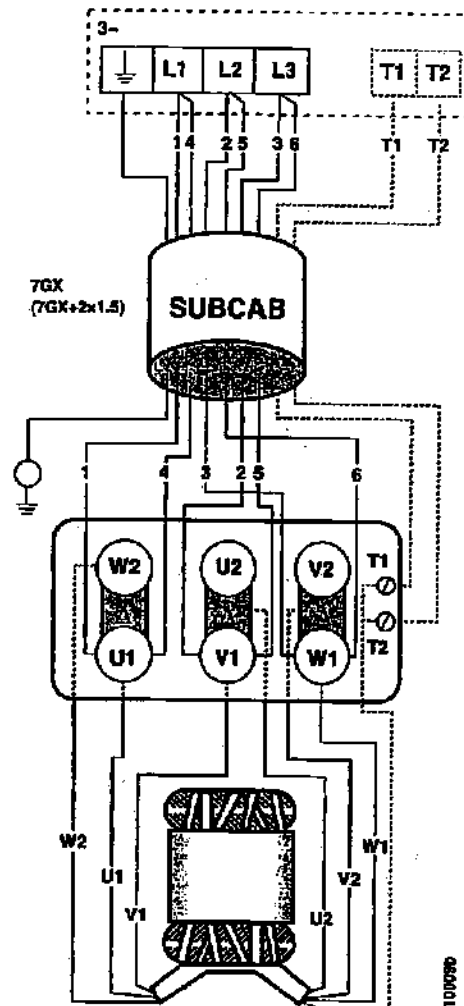 3~
L1 L2 L3 T1 T2
1 4 2 5 3 6 T1 T2
7GX
(7GX+2x1.5)
SUBCAB
1 4 3 2 5 6
W2 U2 V2 T1
U1 V1 W1 T2
W2 U1 V1 U2 V2 W1